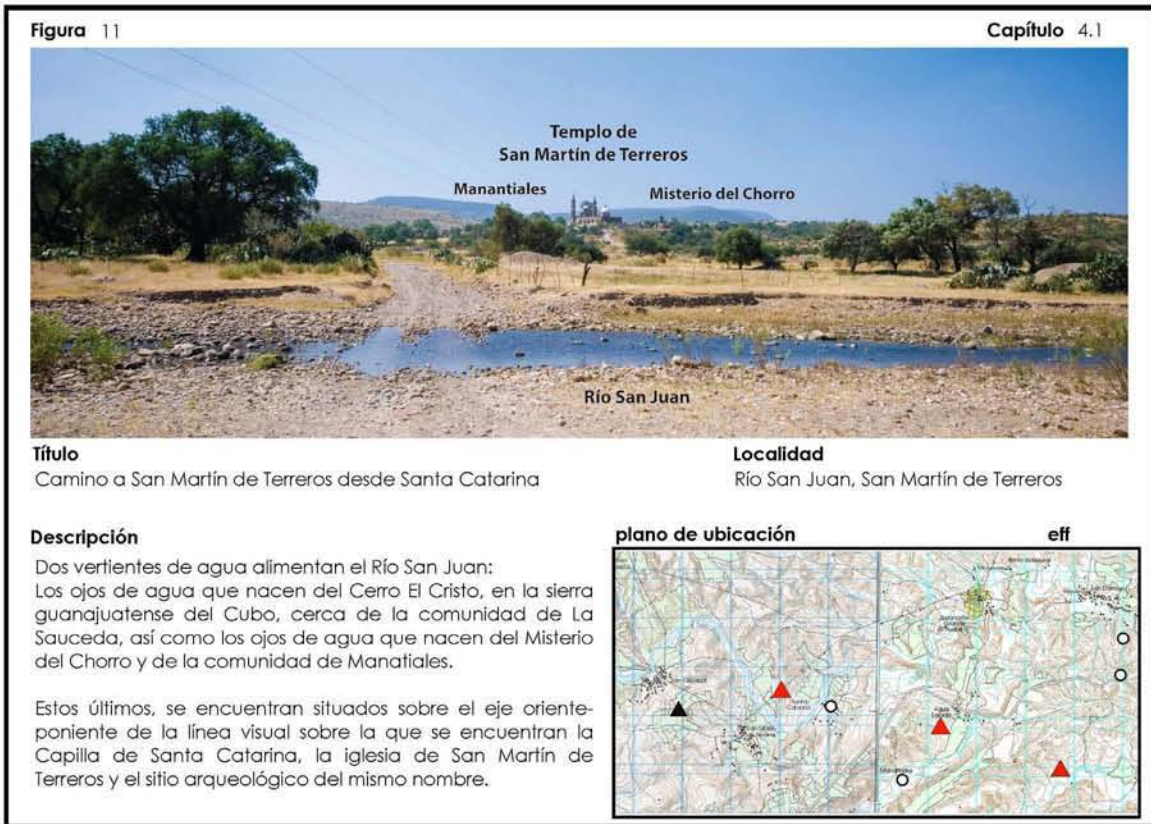 Figura 11
Capítulo 4.1
Templo de
San Martín de Terreros
Manantiales
Misterio del Chorro
Río San Juan
Título
Camino a San Martín de Terreros desde Santa Catarina
Localidad
Río San Juan, San Martín de Terreros
Descripción
Dos vertientes de agua alimentan el Río San Juan:
Los ojos de agua que nacen del Cerro El Cristo, en la sierra
guanajuatense del Cubo, cerca de la comunidad de La
Sauceda, así como los ojos de agua que nacen del Misterio
del Chorro y de la comunidad de Manatiales.
Estos últimos, se encuentran situados sobre el eje oriente-
poniente de la línea visual sobre la que se encuentran la
Capilla de Santa Catarina, la iglesia de San Martín de
Terreros y el sitio arqueológico del mismo nombre.
plano de ubicación
eff